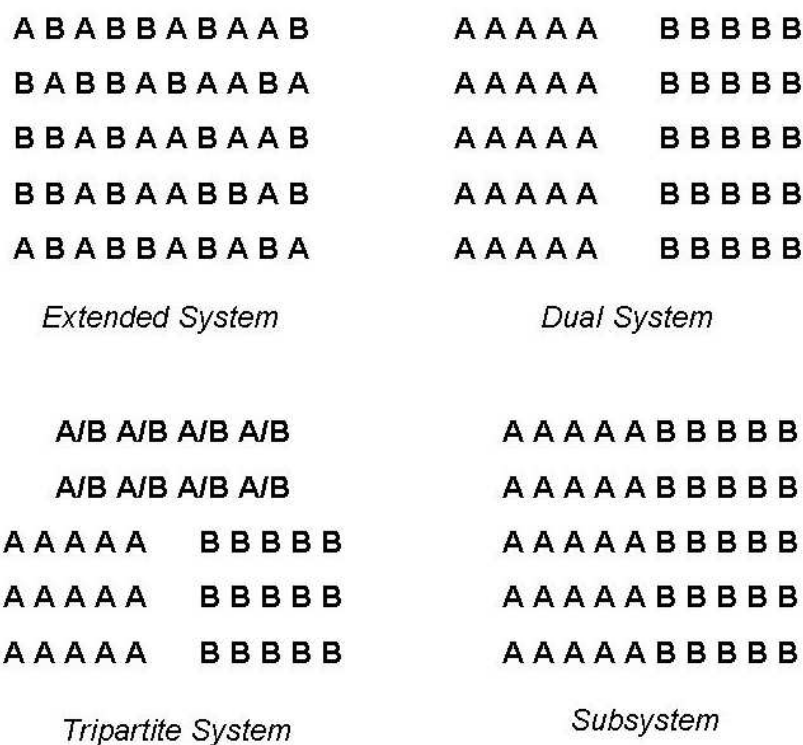 A B A B B A B A A B
B A B B A B A A B A
B B A B A A B A A B
B B A B A A B B A B
A B A B B A B A B A
Extended System
A A A A A B B B B B
A A A A A B B B B B
A A A A A B B B B B
A A A A A B B B B B
A A A A A B B B B B
Dual System
A/B A/B A/B A/B
A/B A/B A/B A/B
A A A A A B B B B B
A A A A A B B B B B
A A A A A B B B B B
Tripartite System
A A A A A B B B B B
A A A A A B B B B B
A A A A A B B B B B
A A A A A B B B B B
A A A A A B B B B B
Subsystem